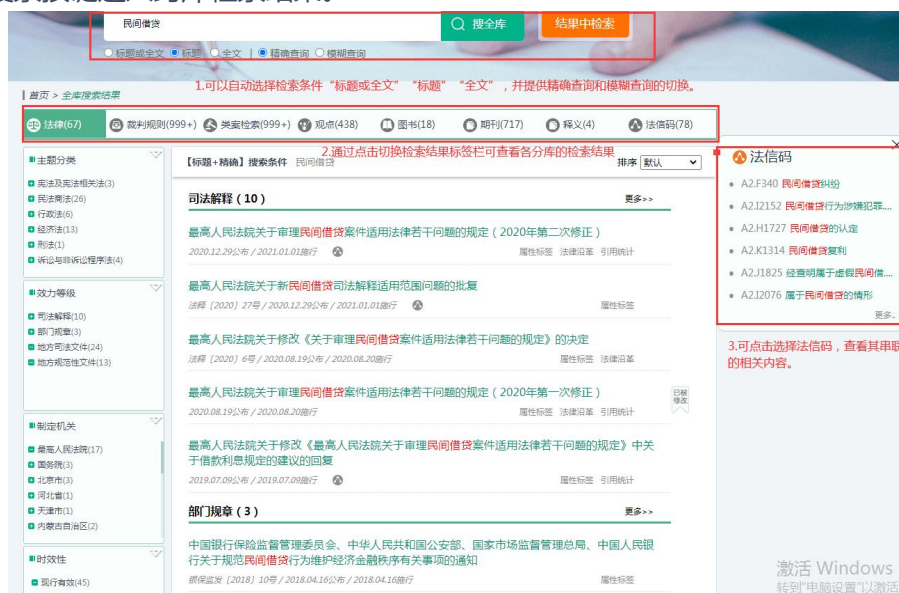 民间借贷
搜全库
结果中检索
标题或全文 标题 全文 | 精确查询 模糊查询
1.可以自动选择检索条件“标题或全文” “标题” “全文”,并提供精确查询和模糊查询的切换。
首页 > 全库搜索结果
法律(67) 裁判规则(999+) 类案检索(999+) 观点(438) 图书(18) 期刊(717) 释义(4) 法信码(78)
2.通过点击切换检索结果标签栏可查看各分库的检索结果
主题分类
宪法及宪法相关法(3)
民法商法(26)
行政法(6)
经济法(13)
刑法(1)
诉讼与非诉讼程序法(4)
效力等级
司法解释(10)
部门规章(3)
地方司法文件(24)
地方规范性文件(13)
制定机关
最高人民法院(17)
国务院(3)
北京市(3)
河北省(1)
天津市(1)
内蒙古自治区(2)
时效性
现行有效(45)
【标题+精确】搜索条件 民间借贷
排序 默认
司法解释(10) 更多>>
最高人民法院关于审理民间借贷案件适用法律若干问题的规定(2020年第二次修正)
2020.12.29公布 / 2021.01.01施行 属性标签 法律沿革 引用统计
最高人民法院关于新民间借贷司法解释适用范围问题的批复
法释〔2020〕27号 / 2020.12.29公布 / 2021.01.01施行 属性标签
最高人民法院关于修改《关于审理民间借贷案件适用法律若干问题的规定》的决定
法释〔2020〕6号 / 2020.08.19公布 / 2020.08.20施行 属性标签 法律沿革
最高人民法院关于审理民间借贷案件适用法律若干问题的规定(2020年第一次修正)
已被修改
2020.08.19公布 / 2020.08.20施行 属性标签 法律沿革 引用统计
最高人民法院关于修改《最高人民法院关于审理民间借贷案件适用法律若干问题的规定》中关
于借款利息规定的建议的回复
2019.07.09公布 / 2019.07.09施行 属性标签 引用统计
部门规章(3) 更多>>
中国银行保险监督管理委员会、中华人民共和国公安部、国家市场监督管理总局、中国人民银
行关于规范民间借贷行为维护经济金融秩序有关事项的通知
银保监发〔2018〕10号 / 2018.04.16公布 / 2018.04.16施行 属性标签
法信码
A2.F340 民间借贷纠纷
A2.I2152 民间借贷行为涉嫌犯罪....
A2.H1727 民间借贷的认定
A2.K1314 民间借贷复利
A2.J1825 经查明属于虚假民间借....
A2.I2076 属于民间借贷的情形
更多..
3.可点击选择法信码,查看其串联
的相关内容。
激活 Windows
转到“电脑设置”以激活